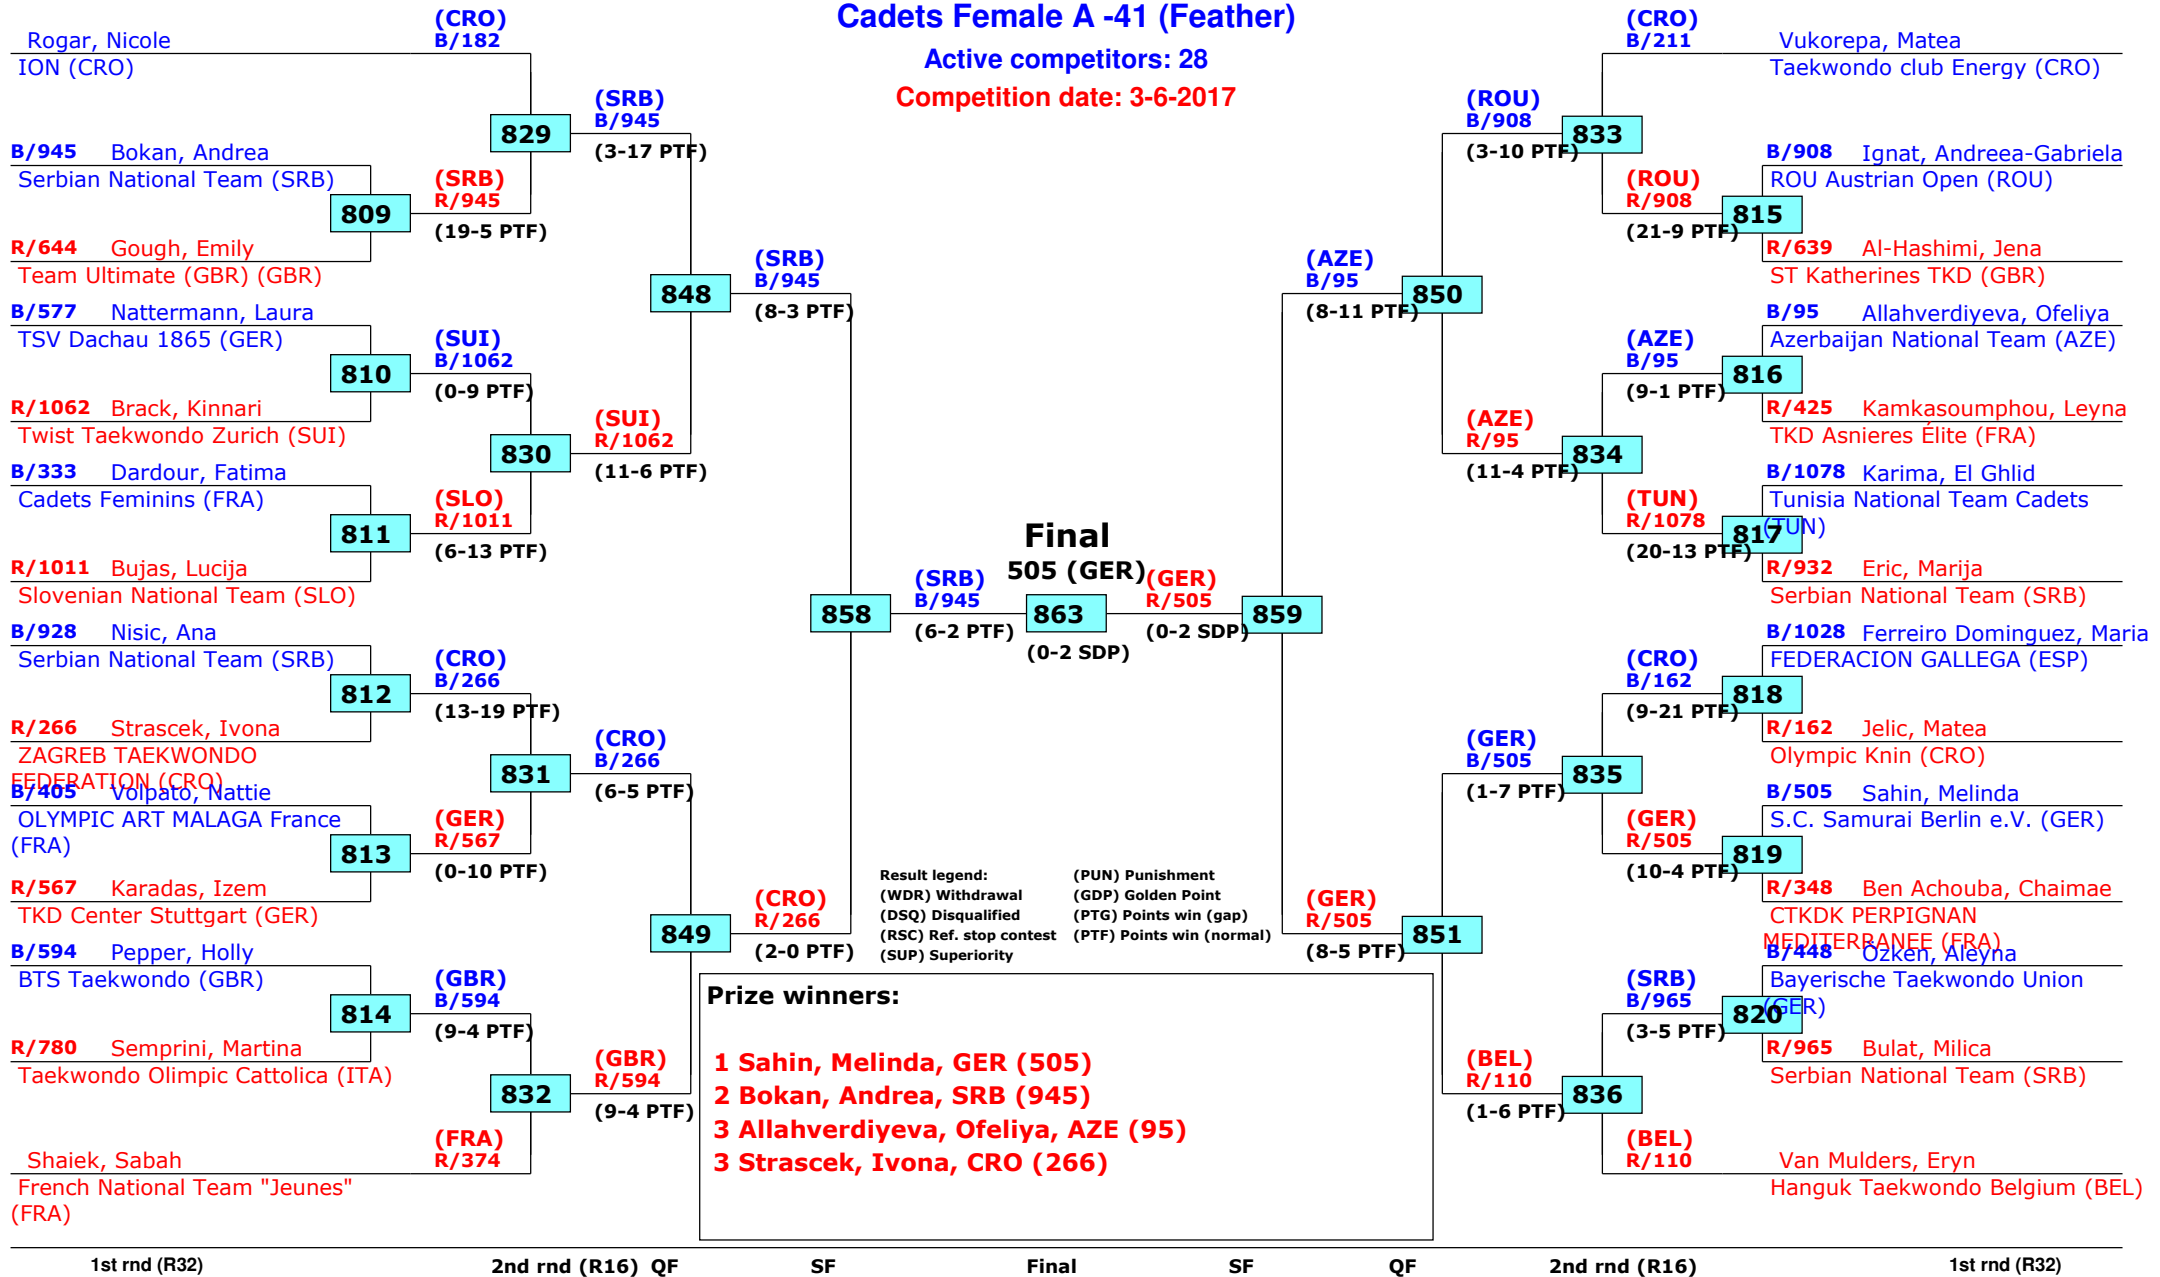 Cadets Female A -41 (Feather)
Active competitors: 28
Competition date: 3-6-2017
Rogar, Nicole
ION (CRO)
B/945 Bokan, Andrea
Serbian National Team (SRB)
R/644 Gough, Emily
Team Ultimate (GBR) (GBR)
B/577 Nattermann, Laura
TSV Dachau 1865 (GER)
R/1062 Brack, Kinnari
Twist Taekwondo Zurich (SUI)
B/333 Dardour, Fatima
Cadets Feminins (FRA)
R/1011 Bujas, Lucija
Slovenian National Team (SLO)
B/928 Nisic, Ana
Serbian National Team (SRB)
R/266 Strascek, Ivona
ZAGREB TAEKWONDO
FEDERATION (CRO)
B/405 Volpato, Nattie
OLYMPIC ART MALAGA France
(FRA)
R/567 Karadas, Izem
TKD Center Stuttgart (GER)
B/594 Pepper, Holly
BTS Taekwondo (GBR)
R/780 Semprini, Martina
Taekwondo Olimpic Cattolica (ITA)
Shaiek, Sabah
French National Team "Jeunes"
(FRA)
809
810
811
812
813
814
(CRO)
B/182
(SRB)
R/945
(19-5 PTF)
(SUI)
B/1062
(0-9 PTF)
(SLO)
R/1011
(6-13 PTF)
(CRO)
B/266
(13-19 PTF)
(GER)
R/567
(0-10 PTF)
(GBR)
B/594
(9-4 PTF)
(FRA)
R/374
829
830
831
832
(SRB)
B/945
(3-17 PTF)
(SUI)
R/1062
(11-6 PTF)
(CRO)
B/266
(6-5 PTF)
(GBR)
R/594
(9-4 PTF)
848
849
(SRB)
B/945
(8-3 PTF)
(CRO)
R/266
(2-0 PTF)
858
(SRB)
B/945
(6-2 PTF)
Final
505 (GER)
863
(0-2 SDP)
(GER)
R/505
(0-2 SDP)
859
(AZE)
B/95
(8-11 PTF)
(GER)
R/505
(8-5 PTF)
850
851
(ROU)
B/908
(3-10 PTF)
(AZE)
R/95
(11-4 PTF)
(GER)
B/505
(1-7 PTF)
(BEL)
R/110
(1-6 PTF)
833
834
835
836
(CRO)
B/211
(ROU)
R/908
(21-9 PTF)
(AZE)
B/95
(9-1 PTF)
(TUN)
R/1078
(20-13 PTF)
(CRO)
B/162
(9-21 PTF)
(GER)
R/505
(10-4 PTF)
(SRB)
B/965
(3-5 PTF)
(BEL)
R/110
815
816
817
818
819
820
Vukorepa, Matea
Taekwondo club Energy (CRO)
B/908 Ignat, Andreea-Gabriela
ROU Austrian Open (ROU)
R/639 Al-Hashimi, Jena
ST Katherines TKD (GBR)
B/95 Allahverdiyeva, Ofeliya
Azerbaijan National Team (AZE)
R/425 Kamkasoumphou, Leyna
TKD Asnieres Élite (FRA)
B/1078 Karima, El Ghlid
Tunisia National Team Cadets
(TUN)
R/932 Eric, Marija
Serbian National Team (SRB)
B/1028 Ferreiro Dominguez, Maria
FEDERACION GALLEGA (ESP)
R/162 Jelic, Matea
Olympic Knin (CRO)
B/505 Sahin, Melinda
S.C. Samurai Berlin e.V. (GER)
R/348 Ben Achouba, Chaimae
CTKDK PERPIGNAN
MEDITERRANEE (FRA)
B/448 Özken, Aleyna
Bayerische Taekwondo Union
(GER)
R/965 Bulat, Milica
Serbian National Team (SRB)
Van Mulders, Eryn
Hanguk Taekwondo Belgium (BEL)
Result legend:
(WDR) Withdrawal
(DSQ) Disqualified
(RSC) Ref. stop contest
(SUP) Superiority
(PUN) Punishment
(GDP) Golden Point
(PTG) Points win (gap)
(PTF) Points win (normal)
Prize winners:
1 Sahin, Melinda, GER (505)
2 Bokan, Andrea, SRB (945)
3 Allahverdiyeva, Ofeliya, AZE (95)
3 Strascek, Ivona, CRO (266)
1st rnd (R32) 2nd rnd (R16) QF SF Final SF QF 2nd rnd (R16) 1st rnd (R32)